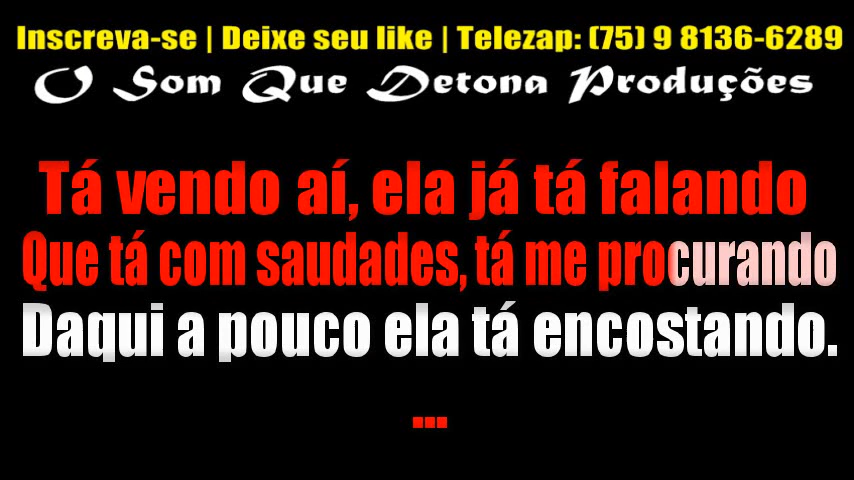 Inscreva-se | Deixe seu like | Telezap: (75) 9 8136-6289
O Som Que Detona Produções
Tá vendo aí, ela já tá falando
Que tá com saudades, tá me procurando
Daqui a pouco ela tá encostando.
...